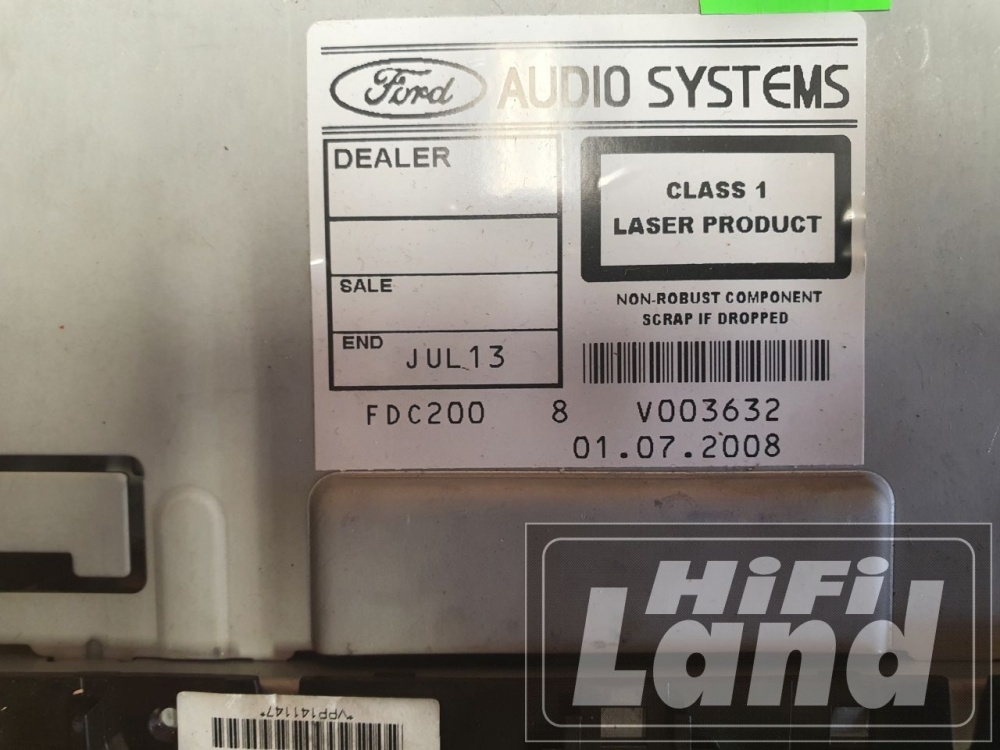 Ford AUDIO SYSTEMS
DEALER
SALE
END JUL13
CLASS 1
LASER PRODUCT
NON-ROBUST COMPONENT
SCRAP IF DROPPED
FDC200 8 V003632
01.07.2008
HiFi
Land
*VPP141147*